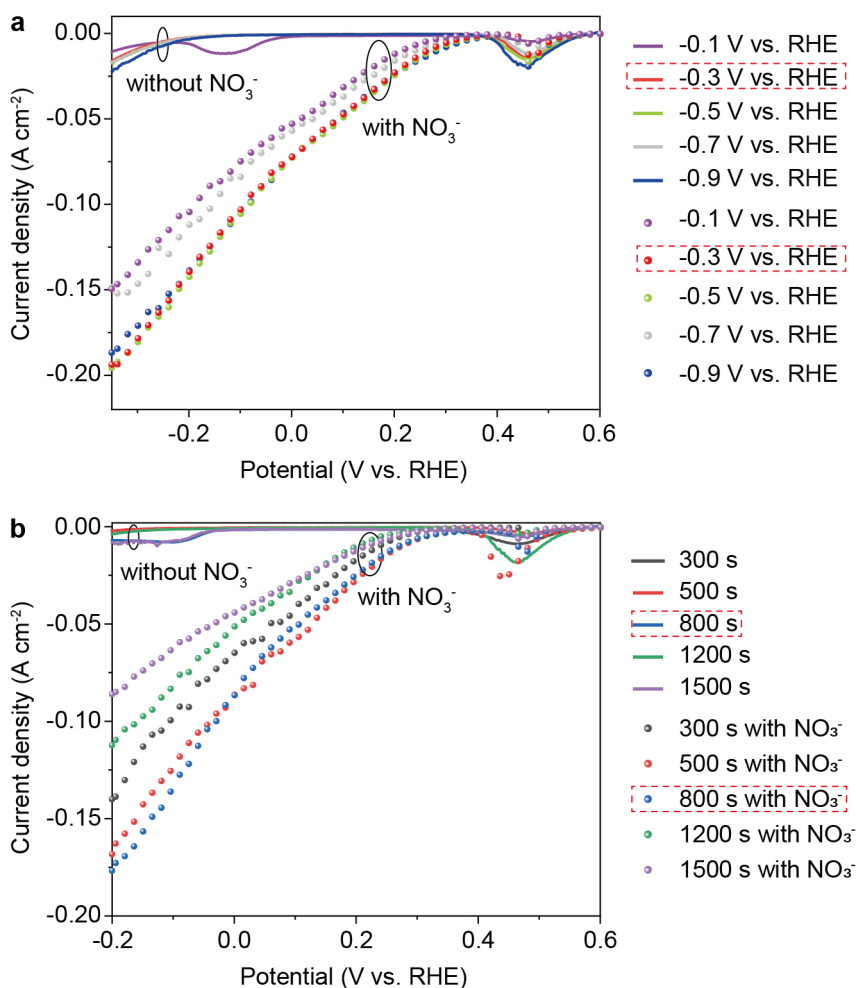 a
0.00
-0.05
-0.10
-0.15
-0.20
Current density (A cm⁻²)
without NO₃⁻
with NO₃⁻
-0.2 0.0 0.2 0.4 0.6
Potential (V vs. RHE)
-0.1 V vs. RHE
-0.3 V vs. RHE
-0.5 V vs. RHE
-0.7 V vs. RHE
-0.9 V vs. RHE
-0.1 V vs. RHE
-0.3 V vs. RHE
-0.5 V vs. RHE
-0.7 V vs. RHE
-0.9 V vs. RHE
b
0.00
-0.05
-0.10
-0.15
-0.20
Current density (A cm⁻²)
without NO₃⁻
with NO₃⁻
-0.2 0.0 0.2 0.4 0.6
Potential (V vs. RHE)
300 s
500 s
800 s
1200 s
1500 s
300 s with NO₃⁻
500 s with NO₃⁻
800 s with NO₃⁻
1200 s with NO₃⁻
1500 s with NO₃⁻